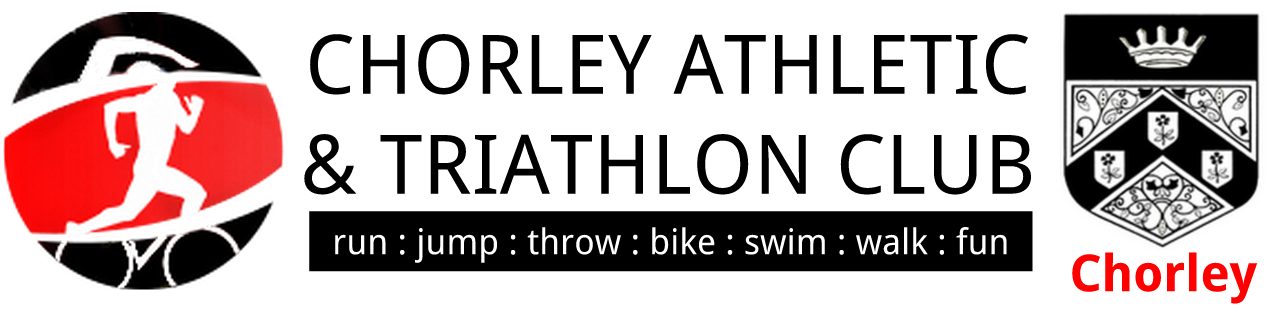 CHORLEY ATHLETIC
& TRIATHLON CLUB
run : jump : throw : bike : swim : walk : fun
Chorley